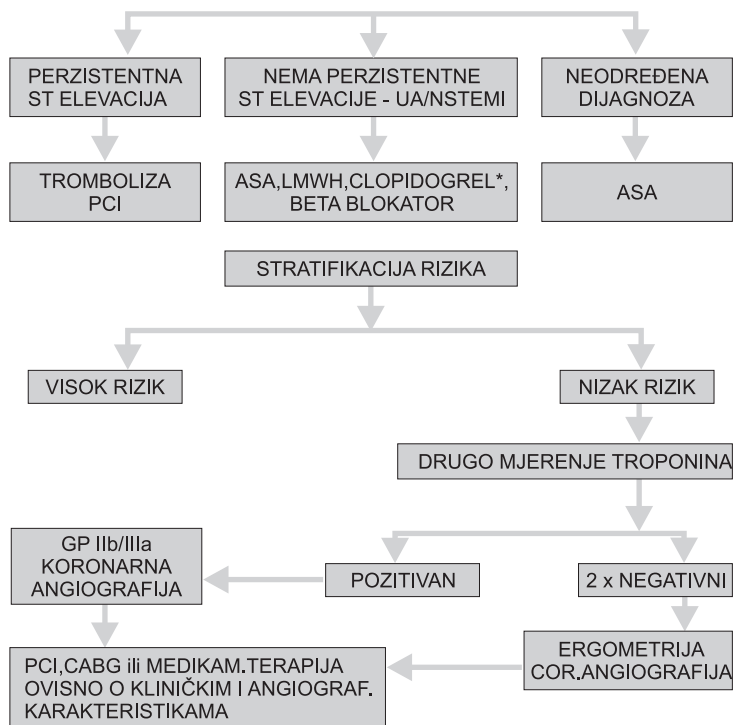 PERZISTENTNA
ST ELEVACIJA
NEMA PERZISTENTNE
ST ELEVACIJE - UA/NSTEMI
NEODREĐENA
DIJAGNOZA
TROMBOLIZA
PCI
ASA,LMWH,CLOPIDOGREL*,
BETA BLOKATOR
ASA
STRATIFIKACIJA RIZIKA
VISOK RIZIK
NIZAK RIZIK
DRUGO MJERENJE TROPONINA
GP IIb/IIIa
KORONARNA
ANGIOGRAFIJA
POZITIVAN
2 x NEGATIVNI
PCI,CABG ili MEDIKAM.TERAPIJA
OVISNO O KLINIČKIM I ANGIOGRAF.
KARAKTERISTIKAMA
ERGOMETRIJA
COR.ANGIOGRAFIJA